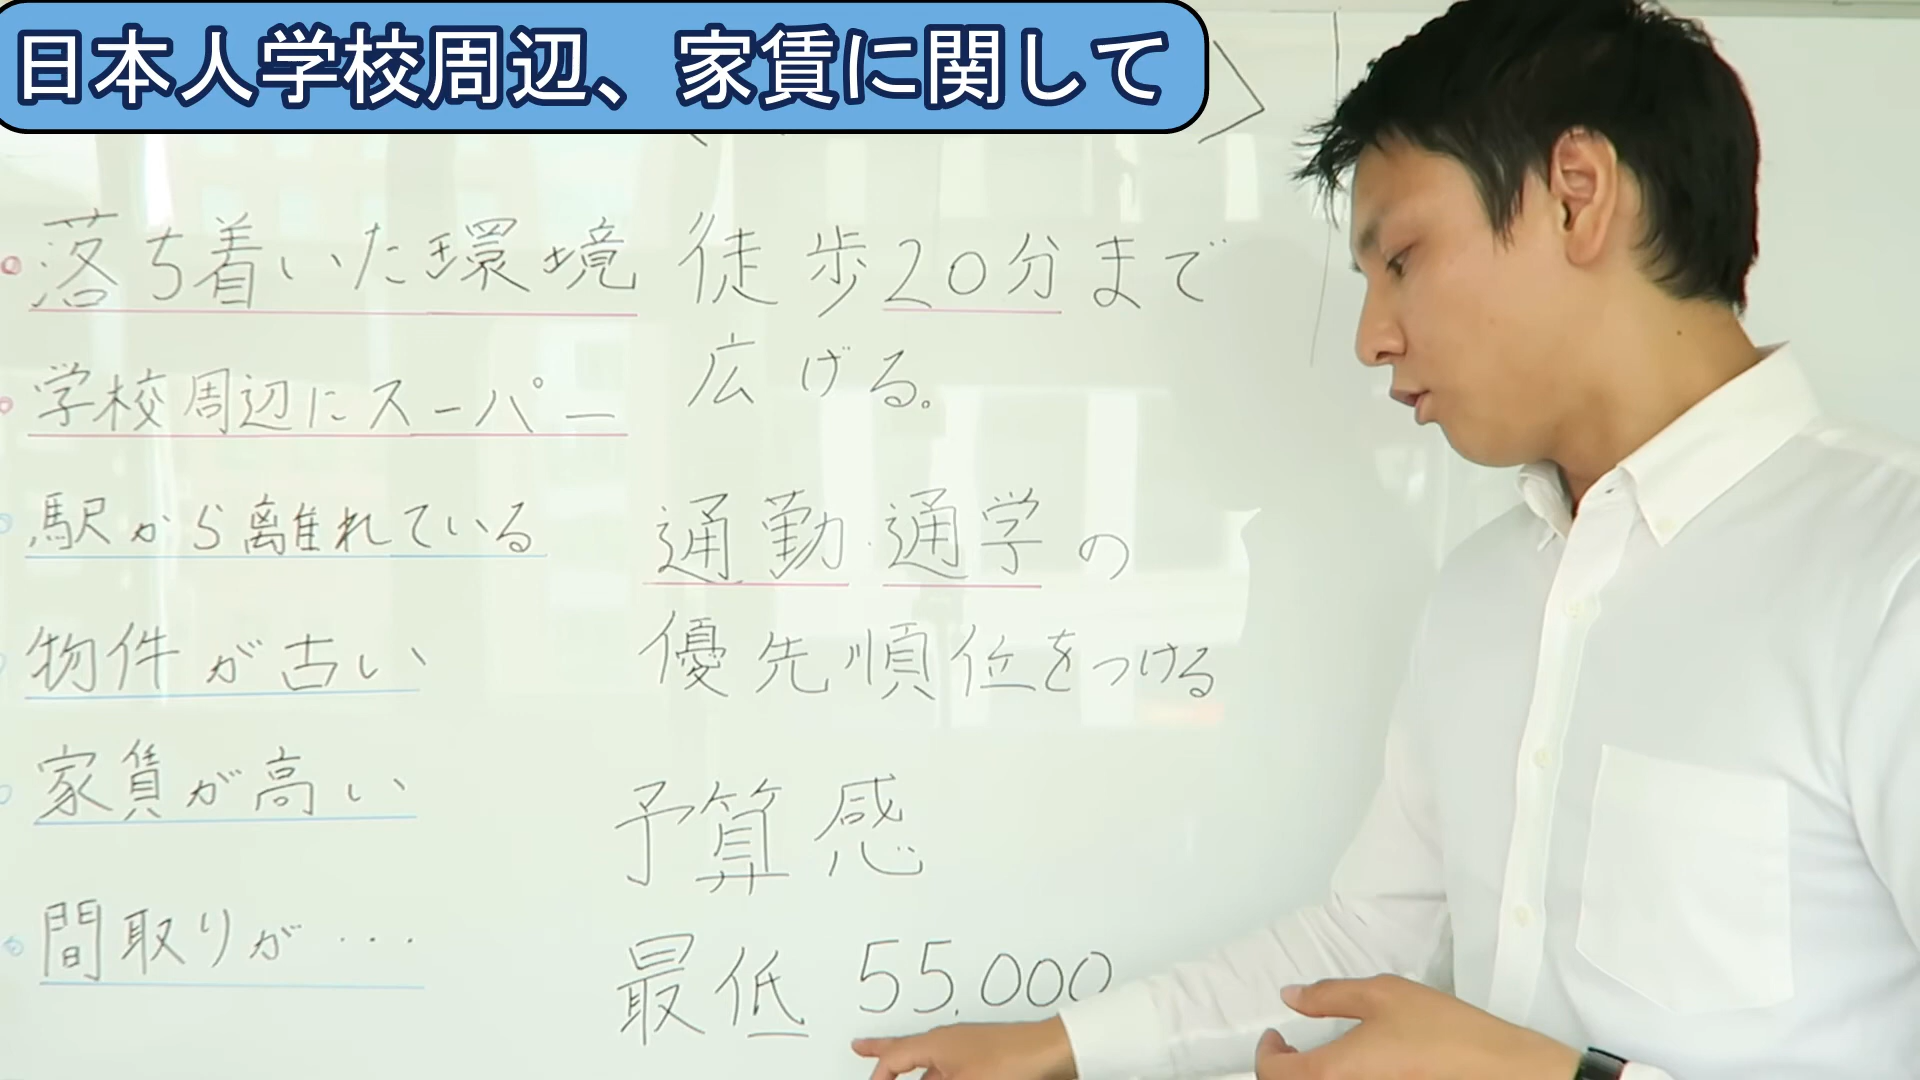 日本人学校周辺、家賃に関して
落ち着いた環境
学校周辺にスーパー
駅から離れている
物件が古い
家賃が高い
間取りが・・・
徒歩20分まで
広げる。
通勤・通学の
優先順位をつける
予算感
最低 55,000